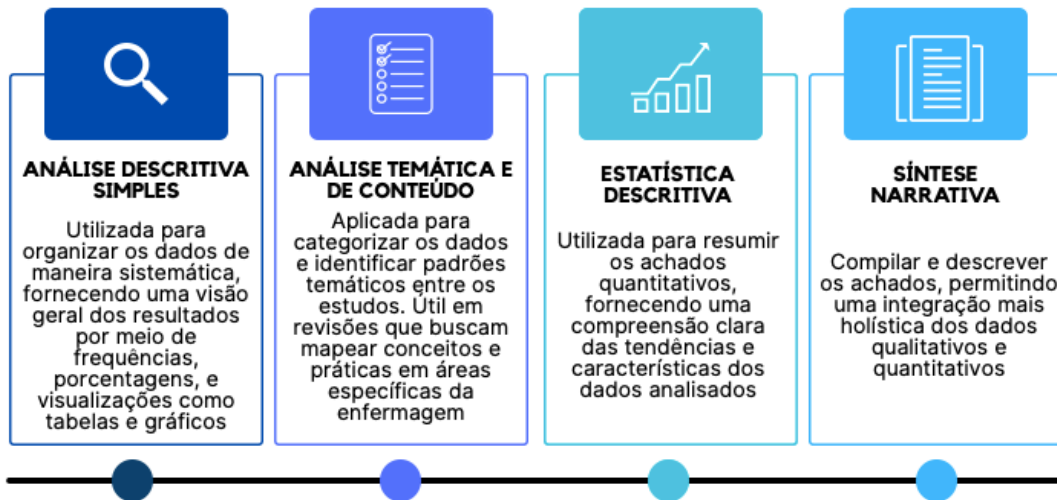 ANÁLISE DESCRITIVA
SIMPLES
Utilizada para
organizar os dados de
maneira sistemática,
fornecendo uma visão
geral dos resultados
por meio de
frequências,
porcentagens, e
visualizações como
tabelas e gráficos
ANÁLISE TEMÁTICA E
DE CONTEÚDO
Aplicada para
categorizar os dados
e identificar padrões
temáticos entre os
estudos. Útil em
revisões que buscam
mapear conceitos e
práticas em áreas
específicas da
enfermagem
ESTATÍSTICA
DESCRITIVA
Utilizada para resumir
os achados
quantitativos,
fornecendo uma
compreensão clara
das tendências e
características dos
dados analisados
SÍNTESE
NARRATIVA
Compilar e descrever
os achados, permitindo
uma integração mais
holística dos dados
qualitativos e
quantitativos